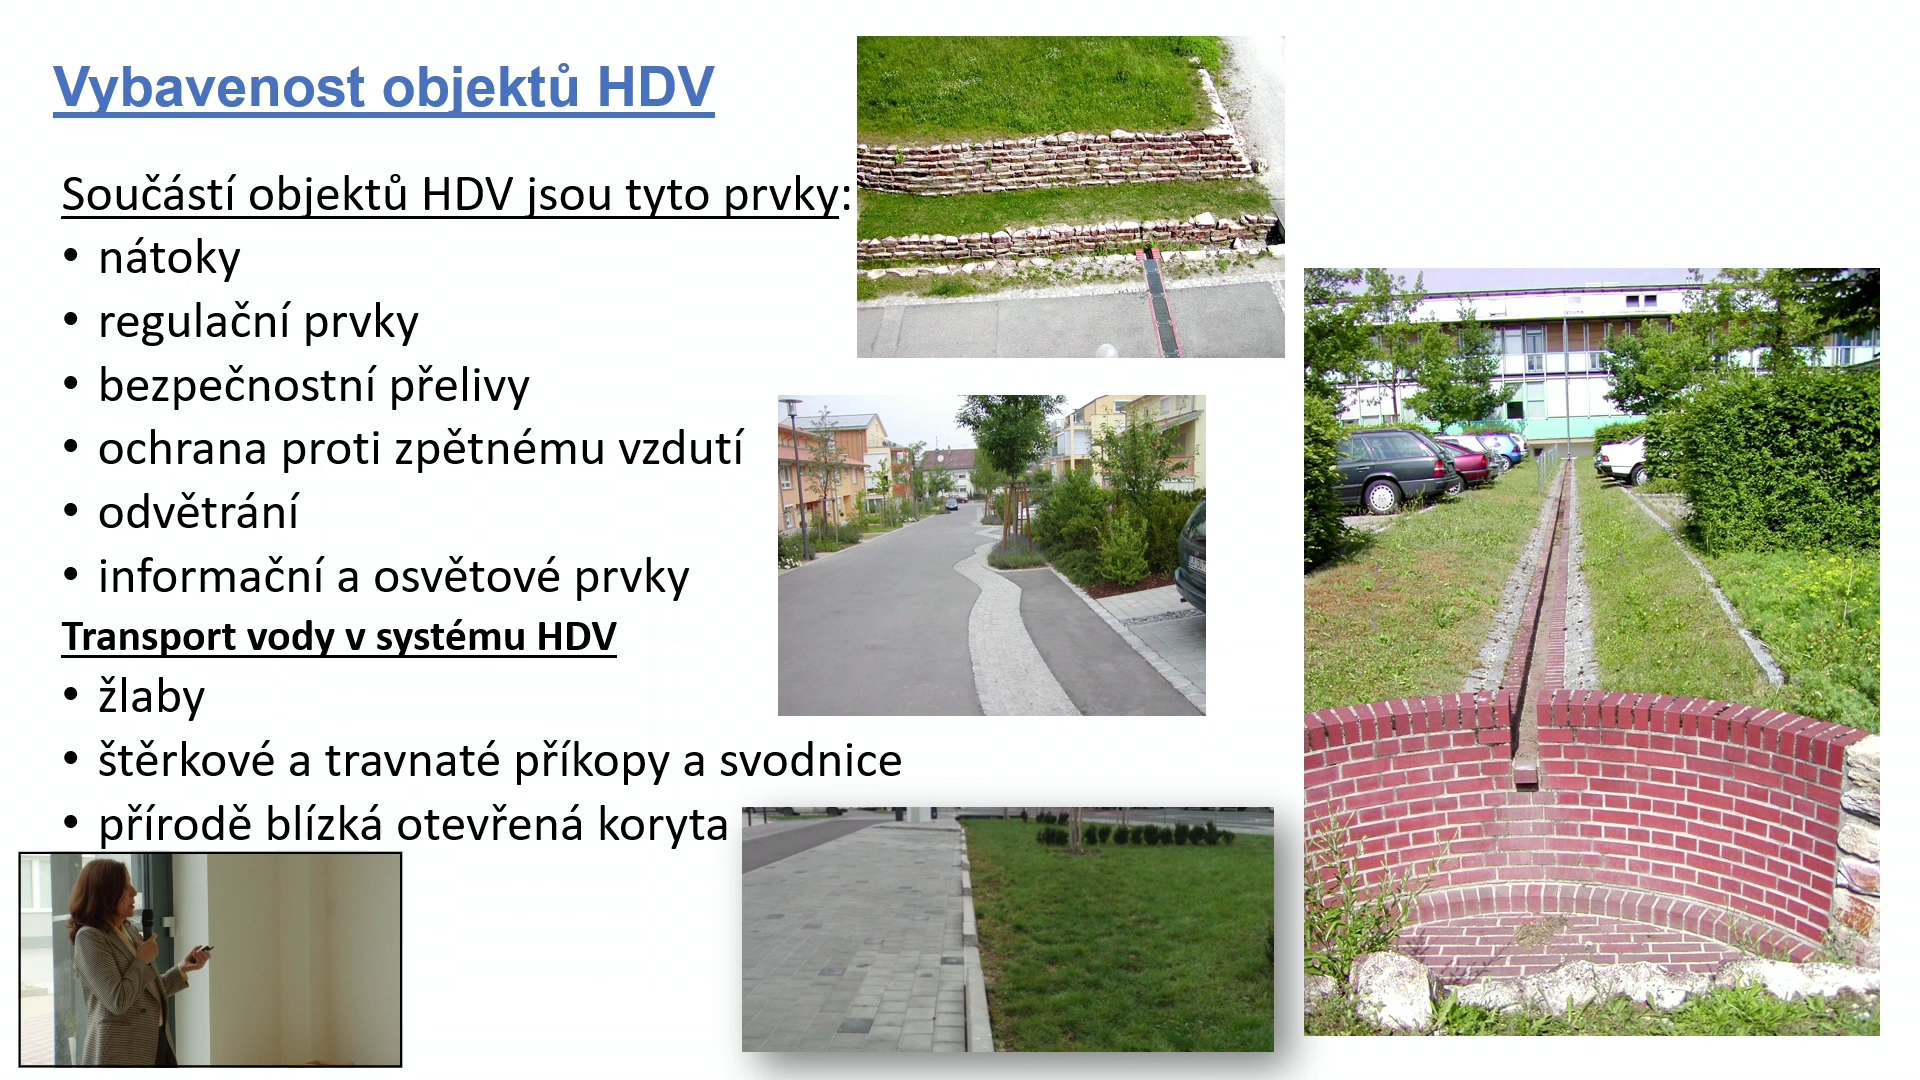 Vybavenost objektů HDV
Součástí objektů HDV jsou tyto prvky:
• nátoky
• regulační prvky
• bezpečnostní přelivy
• ochrana proti zpětnému vzdutí
• odvětrání
• informační a osvětové prvky
Transport vody v systému HDV
• žlaby
• štěrkové a travnaté příkopy a svodnice
• přírodě blízká otevřená koryta